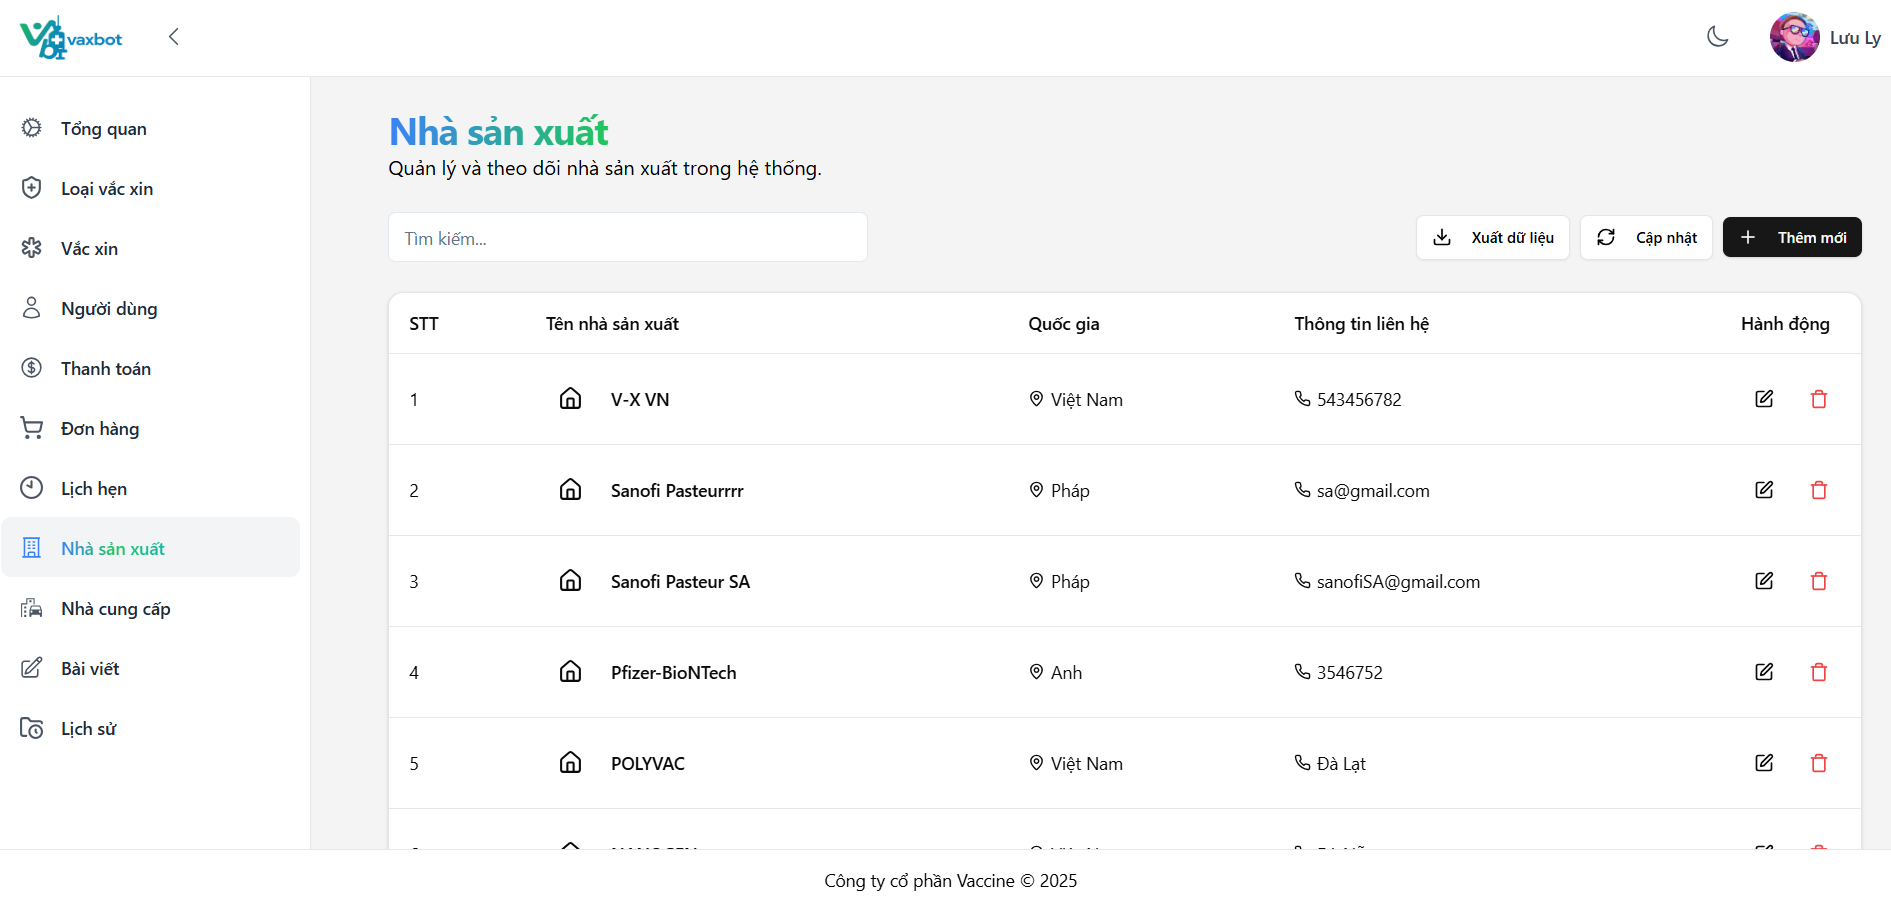 vaxbot
Lưu Ly
Tổng quan
Loại vắc xin
Vắc xin
Người dùng
Thanh toán
Đơn hàng
Lịch hẹn
Nhà sản xuất
Nhà cung cấp
Bài viết
Lịch sử
Nhà sản xuất
Quản lý và theo dõi nhà sản xuất trong hệ thống.
Tìm kiếm...
Xuất dữ liệu
Cập nhật
Thêm mới
STT Tên nhà sản xuất Quốc gia Thông tin liên hệ Hành động
1 V-X VN Việt Nam 543456782
2 Sanofi Pasteurrrr Pháp sa@gmail.com
3 Sanofi Pasteur SA Pháp sanofiSA@gmail.com
4 Pfizer-BioNTech Anh 3546752
5 POLYVAC Việt Nam Đà Lạt
Công ty cổ phần Vaccine © 2025